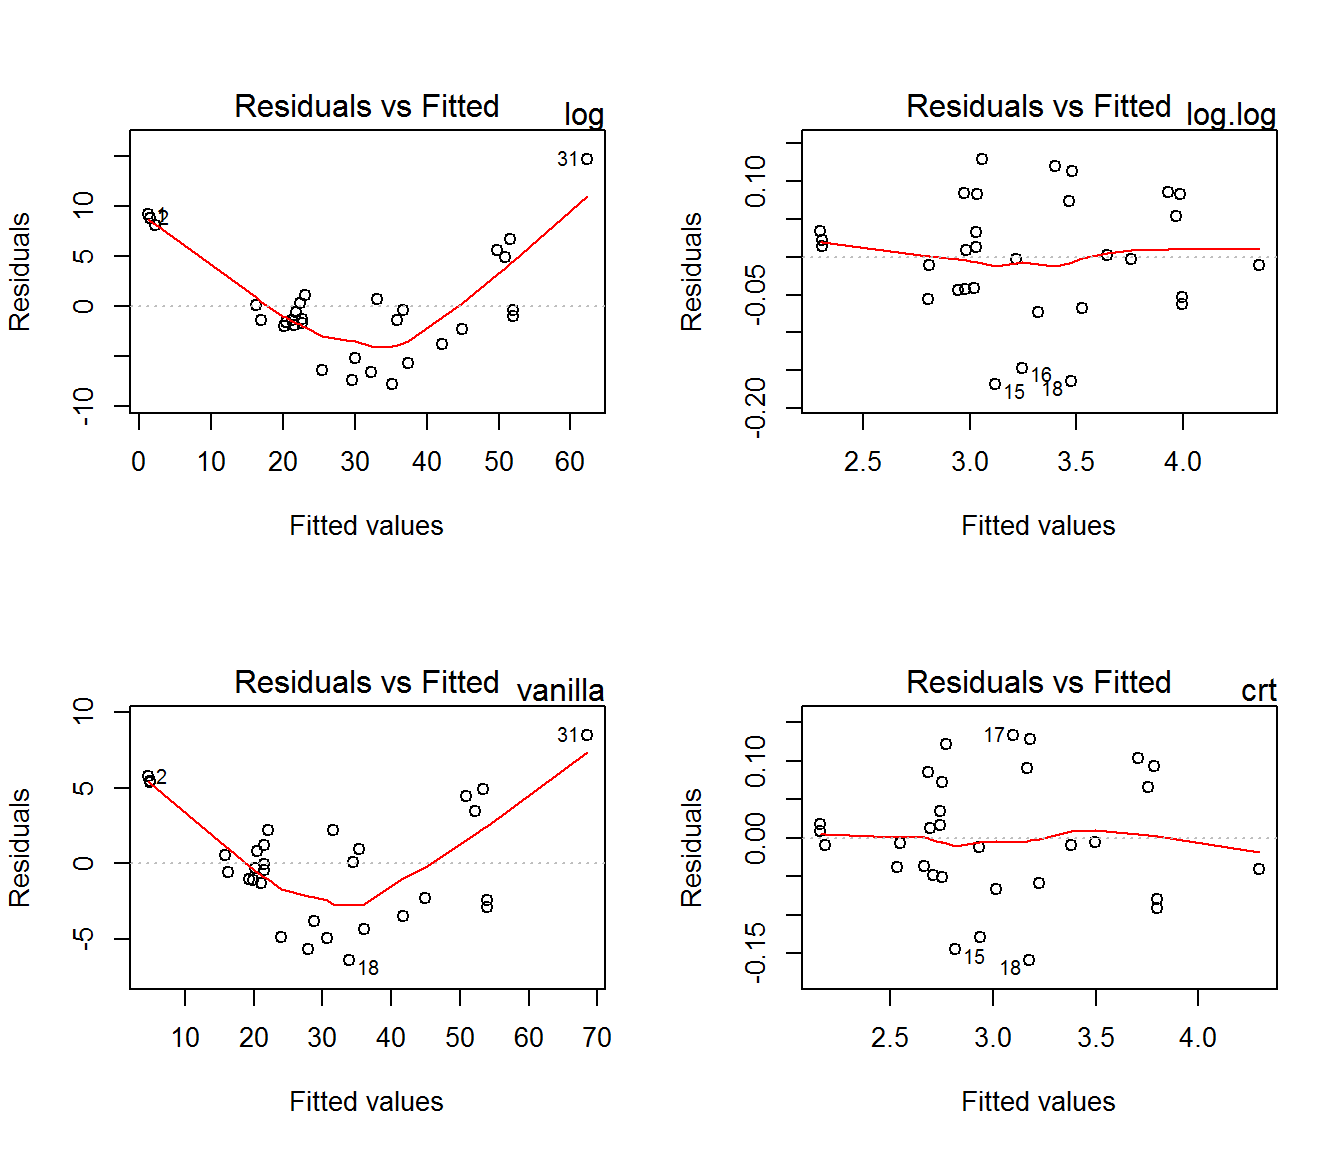 Residuals vs Fitted
log
Residuals
10
5
0
-10
31
1
2
0 10 20 30 40 50 60
Fitted values
Residuals vs Fitted
log.log
Residuals
0.10
-0.05
-0.20
16
15
18
2.5 3.0 3.5 4.0
Fitted values
Residuals vs Fitted
vanilla
Residuals
10
5
0
-5
31
2
18
10 20 30 40 50 60 70
Fitted values
Residuals vs Fitted
crt
Residuals
0.10
0.00
-0.15
17
15
18
2.5 3.0 3.5 4.0
Fitted values